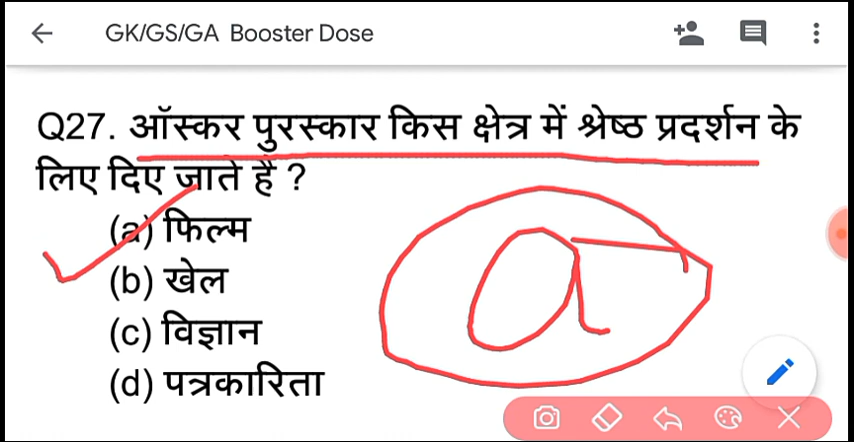 GK/GS/GA Booster Dose
Q27. ऑस्कर पुरस्कार किस क्षेत्र में श्रेष्ठ प्रदर्शन के
लिए दिए जाते है ?
(a) फिल्म
(b) खेल
(c) विज्ञान
(d) पत्रकारिता
a